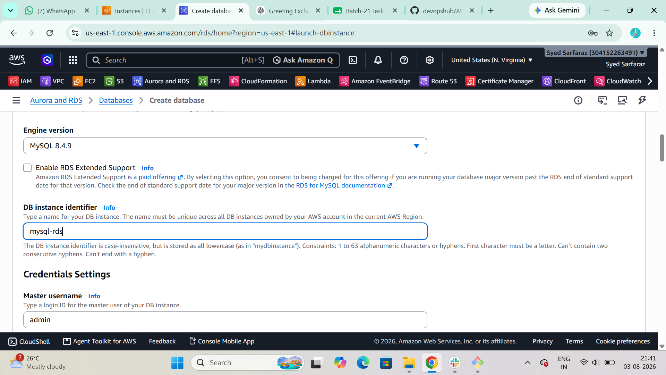 (7) WhatsApp
Instances | EC
Create databa
Greeting Exch
Batch-21 Tech
devopshub/A
Ask Gemini
us-east-1.console.aws.amazon.com/rds/home?region=us-east-1#launch-dbinstance:
aws
Search
[Alt+S]
Ask Amazon Q
United States (N. Virginia) ▼
Syed Sarfaraz (304152263491) ▼
Syed Sarfaraz
IAM
VPC
EC2
S3
Aurora and RDS
EFS
CloudFormation
Lambda
Amazon EventBridge
Route 53
Certificate Manager
CloudFront
CloudWatch
Aurora and RDS > Databases > Create database
Engine version
MySQL 8.4.9
Enable RDS Extended Support Info
Amazon RDS Extended Support is a paid offering. By selecting this option, you consent to being charged for this offering if you are running your database major version past the RDS end of standard support
date for that version. Check the end of standard support date for your major version in the RDS for MySQL documentation.
DB instance identifier Info
Type a name for your DB instance. The name must be unique across all DB instances owned by your AWS account in the current AWS Region.
mysql-rds
The DB instance identifier is case-insensitive, but is stored as all lowercase (as in "mydbinstance"). Constraints: 1 to 63 alphanumeric characters or hyphens. First character must be a letter. Can't contain two
consecutive hyphens. Can't end with a hyphen.
Credentials Settings
Master username Info
Type a login ID for the master user of your DB instance.
admin
CloudShell
Agent Toolkit for AWS
Feedback
Console Mobile App
© 2026, Amazon Web Services, Inc. or its affiliates.
Privacy
Terms
Cookie preferences
7
26°C
Mostly cloudy
Search
ENG
IN
21:41
03-08-2026